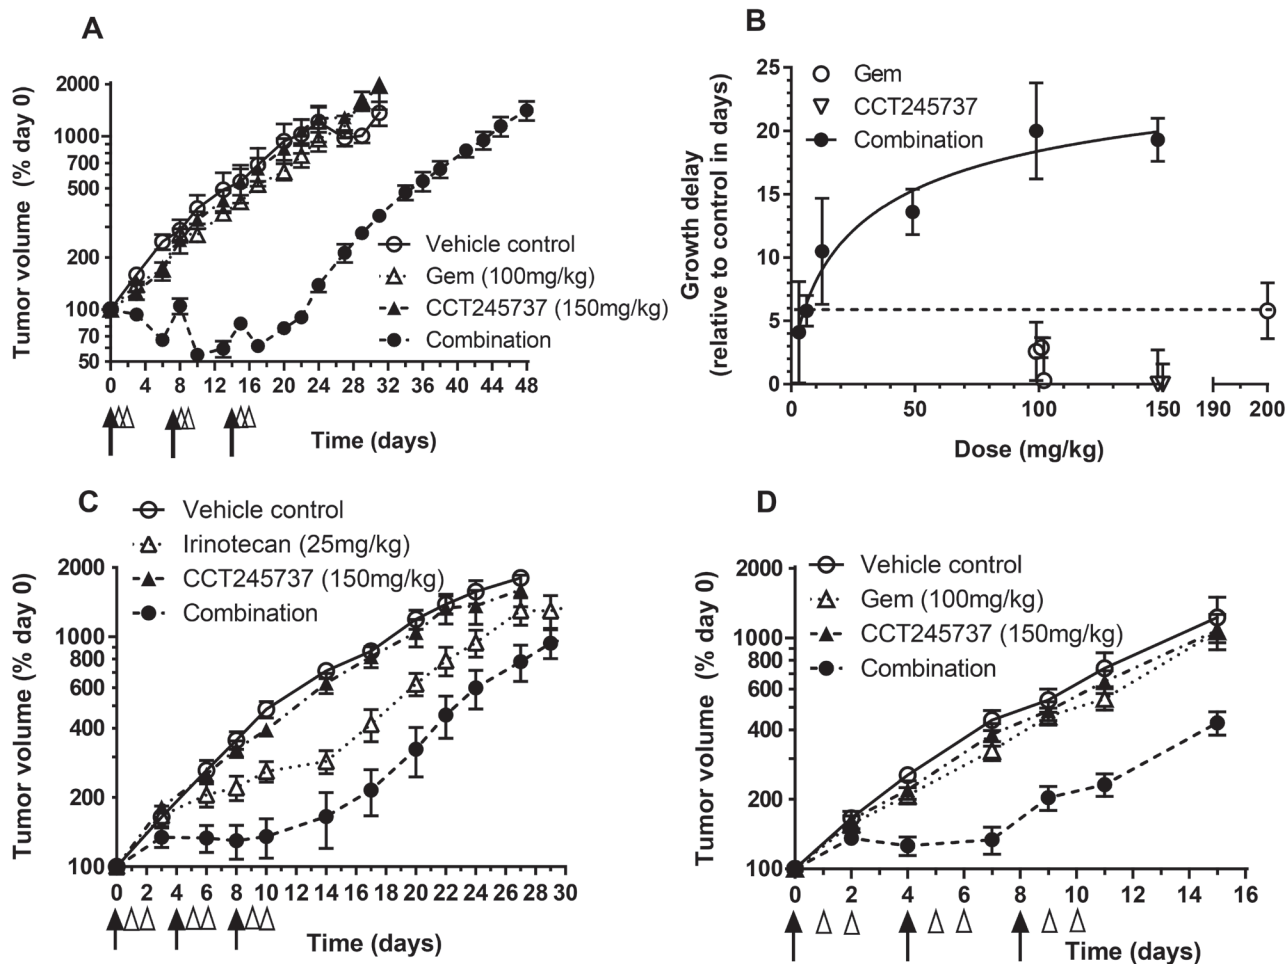 A
Tumor volume (% day 0)
2000
1000
700
500
200
100
70
50
0 4 8 12 16 20 24 28 32 36 40 44 48
Vehicle control
Gem (100mg/kg)
CCT245737 (150mg/kg)
Combination
Time (days)
B
Growth delay
(relative to control in days)
25
20
15
10
5
0
0 50 100 150 190 200
Gem
CCT245737
Combination
Dose (mg/kg)
C
Vehicle control
Irinotecan (25mg/kg)
CCT245737 (150mg/kg)
Combination
Tumor volume (% day 0)
2000
1000
800
600
400
200
100
0 2 4 6 8 10 12 14 16 18 20 22 24 26 28 30
Time (days)
D
Vehicle control
Gem (100mg/kg)
CCT245737 (150mg/kg)
Combination
Tumor volume (% day 0)
2000
1000
800
600
400
200
100
0 2 4 6 8 10 12 14 16
Time (days)